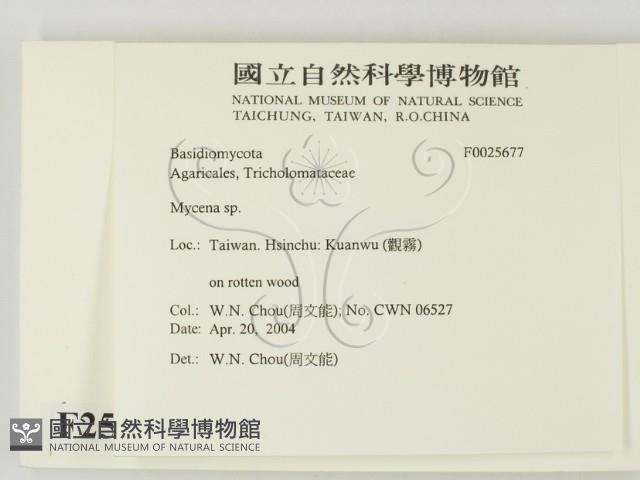 國立自然科學博物館
NATIONAL MUSEUM OF NATURAL SCIENCE
TAICHUNG, TAIWAN, R.O.CHINA
Basidiomycota F0025677
Agaricales, Tricholomataceae
Mycena sp.
Loc.: Taiwan. Hsinchu: Kuanwu (觀霧)
on rotten wood
Col.: W.N. Chou(周文能); No. CWN 06527
Date: Apr. 20, 2004
Det.: W.N. Chou(周文能)
F25
國立自然科學博物館
NATIONAL MUSEUM OF NATURAL SCIENCE